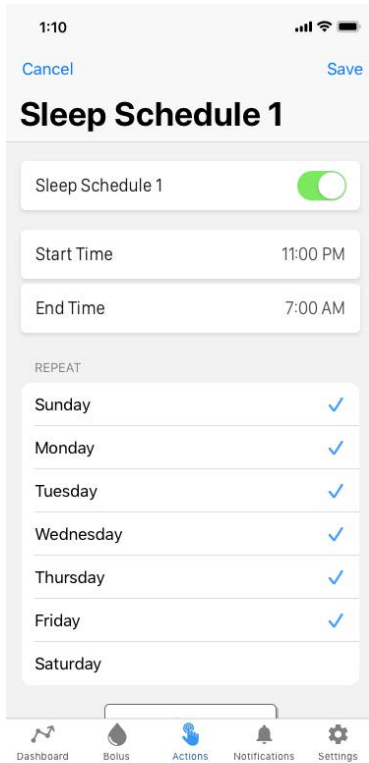 1:10
Cancel Save
Sleep Schedule 1
Sleep Schedule 1
Start Time 11:00 PM
End Time 7:00 AM
REPEAT
Sunday
Monday
Tuesday
Wednesday
Thursday
Friday
Saturday
Dashboard Bolus Actions Notifications Settings